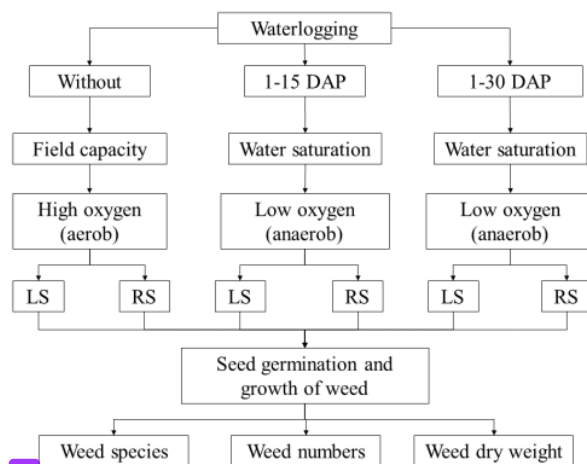 Waterlogging
Without
1-15 DAP
1-30 DAP
Field capacity
Water saturation
Water saturation
High oxygen
(aerob)
Low oxygen
(anaerob)
Low oxygen
(anaerob)
LS
RS
LS
RS
LS
RS
Seed germination and
growth of weed
Weed species
Weed numbers
Weed dry weight